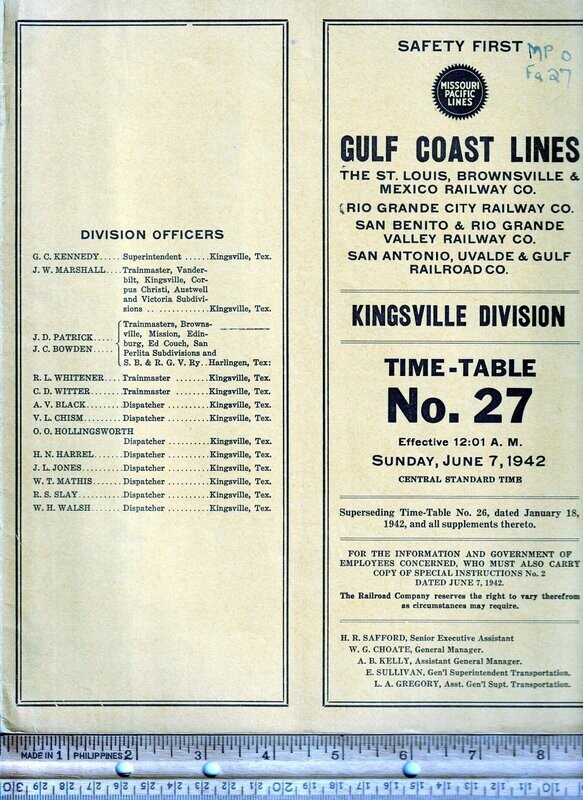 DIVISION OFFICERS
G. C. KENNEDY..... Superintendent ...... Kingsville, Tex.
J. W. MARSHALL.... Trainmaster, Vander-
bilt, Kingsville, Cor-
pus Christi, Austwell
and Victoria Subdivi-
sions .. ............Kingsville, Tex.
J. D. PATRICK.....
J. C. BOWDEN.....
Trainmasters, Browns-
ville, Mission, Edin-
burg, Ed Couch, San
Perlita Subdivisions and
S. B. & R. G. V. Ry..Harlingen, Tex:
R. L. WHITENER.... Trainmaster ........Kingsville, Tex.
C. D. WITTER....... Trainmaster ........Kingsville, Tex.
A. V. BLACK........ Dispatcher ..........Kingsville, Tex.
V. L. CHISM......... Dispatcher ..........Kingsville, Tex.
O. O. HOLLINGSWORTH
Dispatcher ..........Kingsville, Tex.
H. N. HARREL...... Dispatcher ..........Kingsville, Tex.
J. L. JONES.......... Dispatcher ..........Kingsville, Tex.
W. T. MATHIS....... Dispatcher ..........Kingsville, Tex.
R. S. SLAY........... Dispatcher ..........Kingsville, Tex.
W. H. WALSH........ Dispatcher ..........Kingsville, Tex.
SAFETY FIRST
MP O
Fa 27
MISSOURI
PACIFIC
LINES
GULF COAST LINES
THE ST. LOUIS, BROWNSVILLE &
MEXICO RAILWAY CO.
RIO GRANDE CITY RAILWAY CO.
SAN BENITO & RIO GRANDE
VALLEY RAILWAY CO.
SAN ANTONIO, UVALDE & GULF
RAILROAD CO.
KINGSVILLE DIVISION
TIME-TABLE
No. 27
Effective 12:01 A. M.
SUNDAY, JUNE 7, 1942
CENTRAL STANDARD TIME
Superseding Time-Table No. 26, dated January 18,
1942, and all supplements thereto.
FOR THE INFORMATION AND GOVERNMENT OF
EMPLOYEES CONCERNED, WHO MUST ALSO CARRY
COPY OF SPECIAL INSTRUCTIONS No. 2
DATED JUNE 7, 1942.
The Railroad Company reserves the right to vary therefrom
as circumstances may require.
H. R. SAFFORD, Senior Executive Assistant
W. G. CHOATE, General Manager.
A. B. KELLY, Assistant General Manager.
E. SULLIVAN, Gen'l Superintendent Transportation.
L. A. GREGORY, Asst. Gen'l Supt. Transportation.
MADE IN 1 PHILIPPINES 2 3 4 5 6 7 8